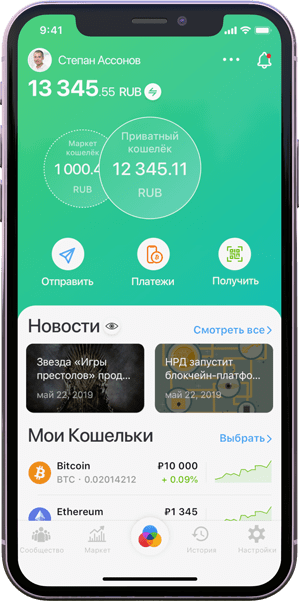 9:41
Степан Ассонов
13 345.55 RUB
Маркет
кошелёк
1 000.4
RUB
Приватный
кошелёк
12 345.11
RUB
Отправить
Платежи
Получить
Новости
Смотреть все
Звезда «Игры
престолов» прод...
май 22, 2019
НРД запустит
блокчейн-платфо...
май 22, 2019
Мои Кошельки
Выбрать
Bitcoin
₽10 000
BTC · 0.02014212
+ 0.09%
Ethereum
₽1 345
Сообщество
Маркет
История
Настройки